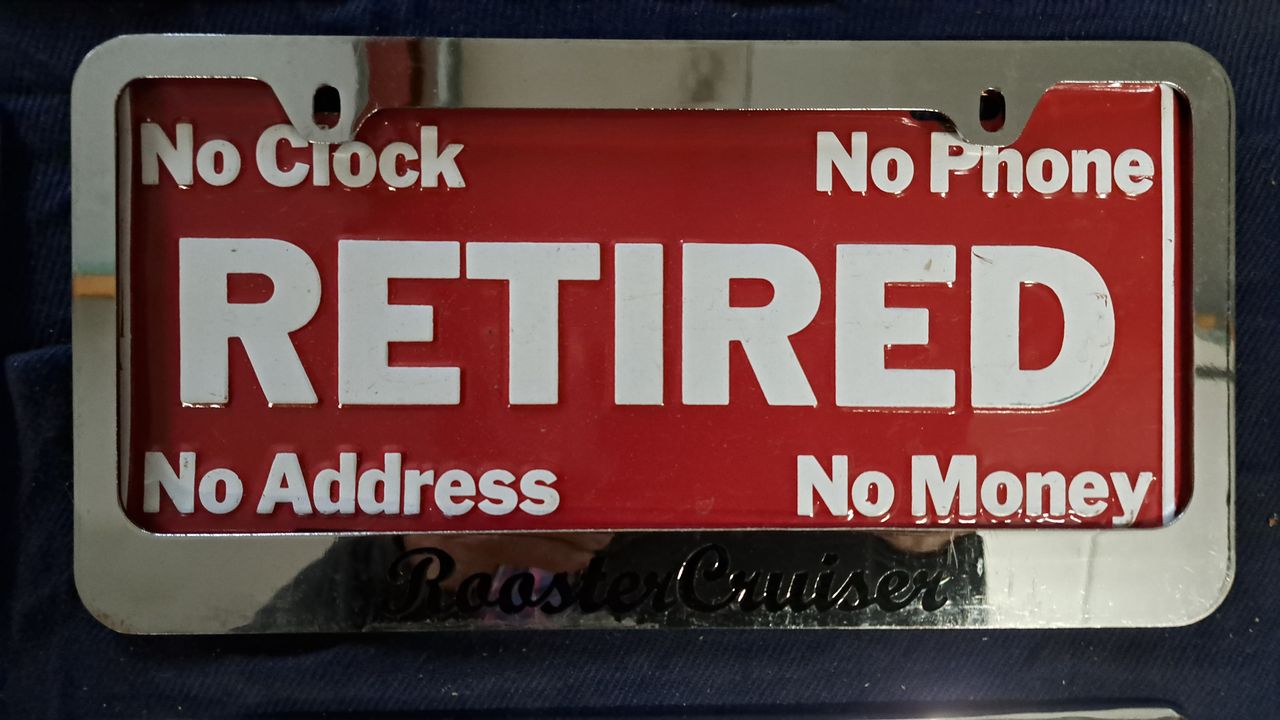 No Clock No Phone
RETIRED
No Address No Money
RoosterCruiser